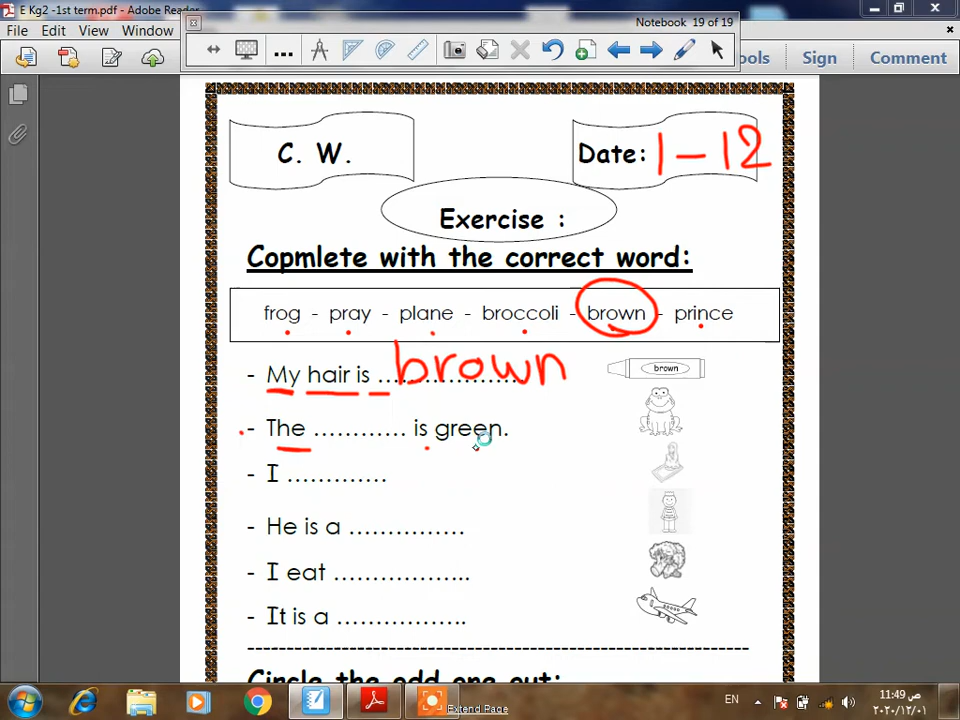 E Kg2 -1st term.pdf - Adobe Reader
File Edit View Window
Notebook 19 of 19
ools Sign Comment
C. W.
Date: 1 - 12
Exercise :
Copmlete with the correct word:
frog - pray - plane - broccoli - brown - prince
- My hair is ……………… brown
brown
- The ………… is green.
- I ………….
- He is a ……………
- I eat ………………..
- It is a ……………..
Circle the odd one out:
Extend Page
EN
11:49 ص
٢٠٢٠/١٢/٠١